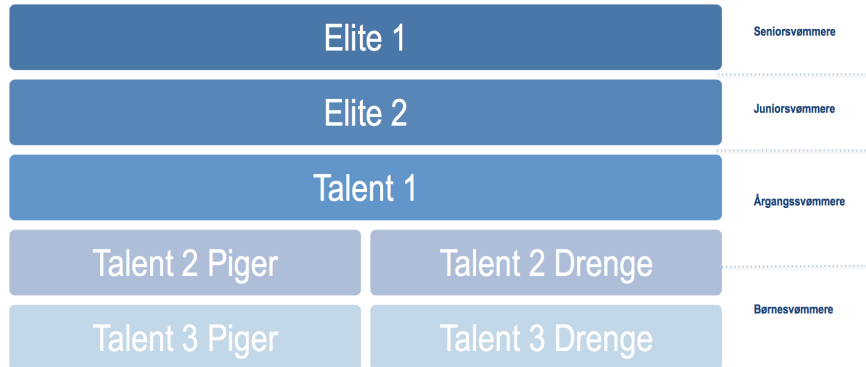 Elite 1
Seniorsvømmere
Elite 2
Juniorsvømmere
Talent 1
Årgangssvømmere
Talent 2 Piger
Talent 2 Drenge
Børnesvømmere
Talent 3 Piger
Talent 3 Drenge